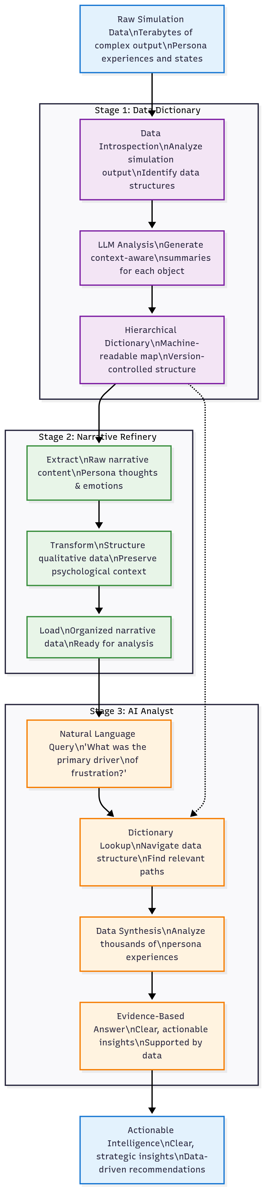 Raw Simulation
Data\nTerabytes of
complex output\nPersona
experiences and states
Stage 1: Data Dictionary
Data
Introspection\nAnalyze
simulation
output\nIdentify data
structures
LLM Analysis\nGenerate
context-aware\nsummaries
for each object
Hierarchical
Dictionary\nMachine-
readable map\nVersion-
controlled structure
Stage 2: Narrative Refinery
Extract\nRaw narrative
content\nPersona thoughts
& emotions
Transform\nStructure
qualitative data\nPreserve
psychological context
Load\nOrganized narrative
data\nReady for analysis
Stage 3: AI Analyst
Natural Language
Query\n'What was the
primary driver\nof
frustration?'
Dictionary
Lookup\nNavigate data
structure\nFind relevant
paths
Data Synthesis\nAnalyze
thousands of\npersona
experiences
Evidence-Based
Answer\nClear, actionable
insights\nSupported by
data
Actionable
Intelligence\nClear,
strategic insights\nData-
driven recommendations